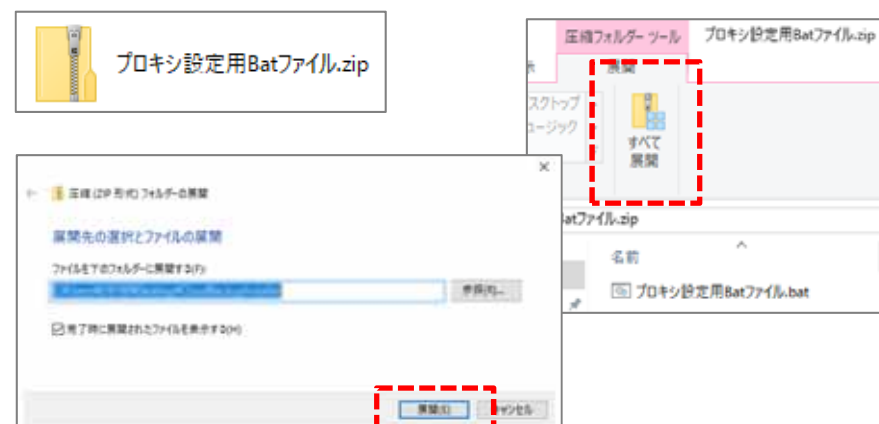 プロキシ設定用Batファイル.zip
圧縮フォルダー ツール
プロキシ設定用Batファイル.zip
展開
スクトップ
ュージック
すべて
展開
Batファイル.zip
名前
プロキシ設定用Batファイル.bat
圧縮 (ZIP 形式) フォルダーの展開
展開先の選択とファイルの展開
ファイルを下のフォルダーに展開する(F):
参照(R)...
完了時に展開されたファイルを表示する(H)
展開(E)
キャンセル